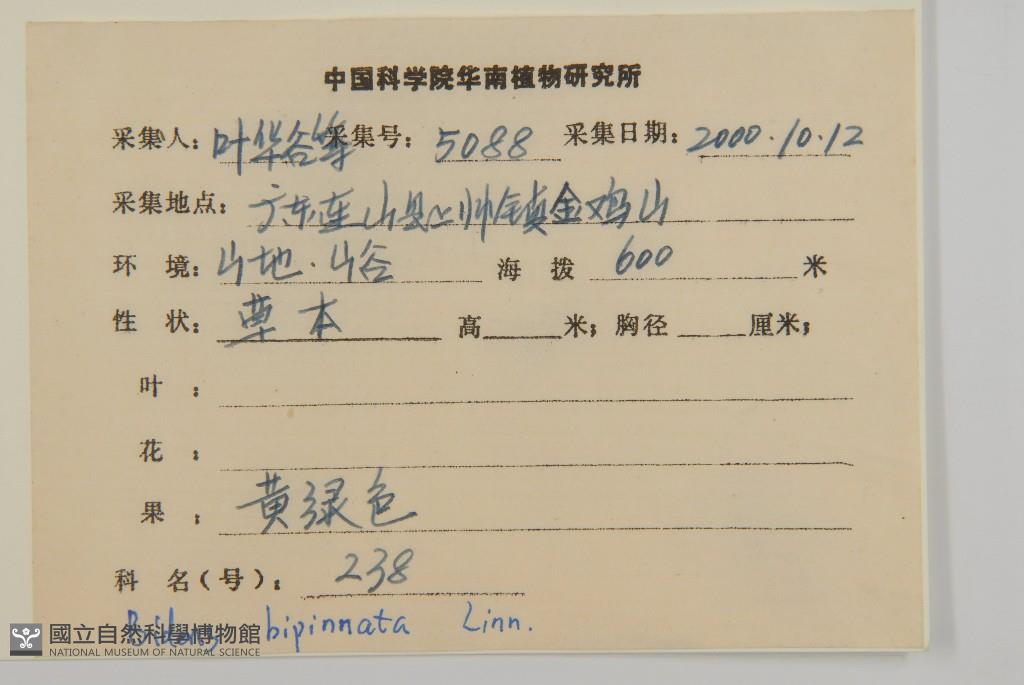 中国科学院华南植物研究所
采集人: 叶华谷等 采集号: 5088 采集日期: 2000.10.12
采集地点: 广东连山县上帅镇金鸡山
环 境: 山地.山谷 海 拨 600 米
性 状: 草本 高 米; 胸径 厘米;
叶 :
花 :
果 : 黄绿色
科 名(号): 238
Bidens bipinnata Linn.
國立自然科學博物館
NATIONAL MUSEUM OF NATURAL SCIENCE